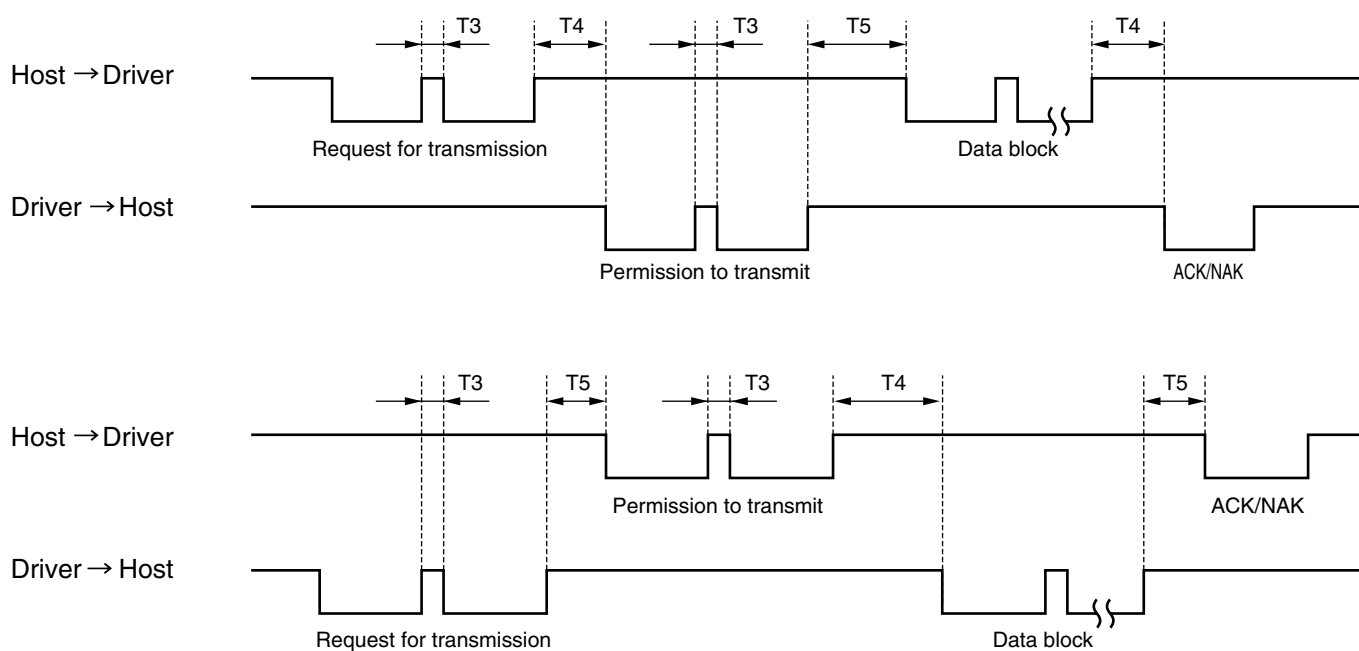 T3 T4 T3 T5 T4
Host → Driver
Request for transmission Data block
Driver → Host
Permission to transmit ACK/NAK
T3 T5 T3 T4 T5
Host → Driver
Permission to transmit ACK/NAK
Driver → Host
Request for transmission Data block